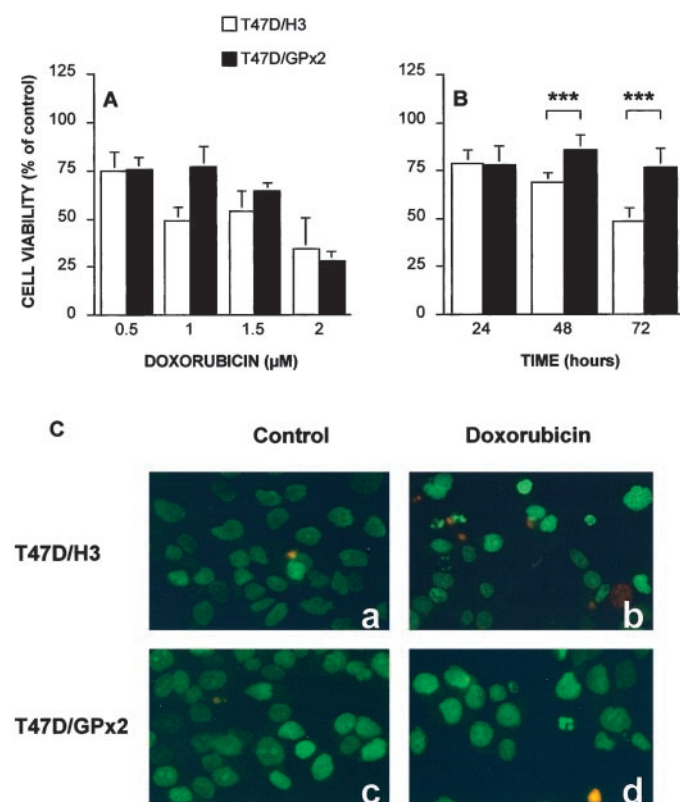 T47D/H3
T47D/GPx2
CELL VIABILITY (% of control)
125
100
75
50
25
0
A
0.5 1 1.5 2
DOXORUBICIN (µM)
125
100
75
50
25
0
B
*** ***
24 48 72
TIME (hours)
C
Control Doxorubicin
T47D/H3
a b
T47D/GPx2
c d